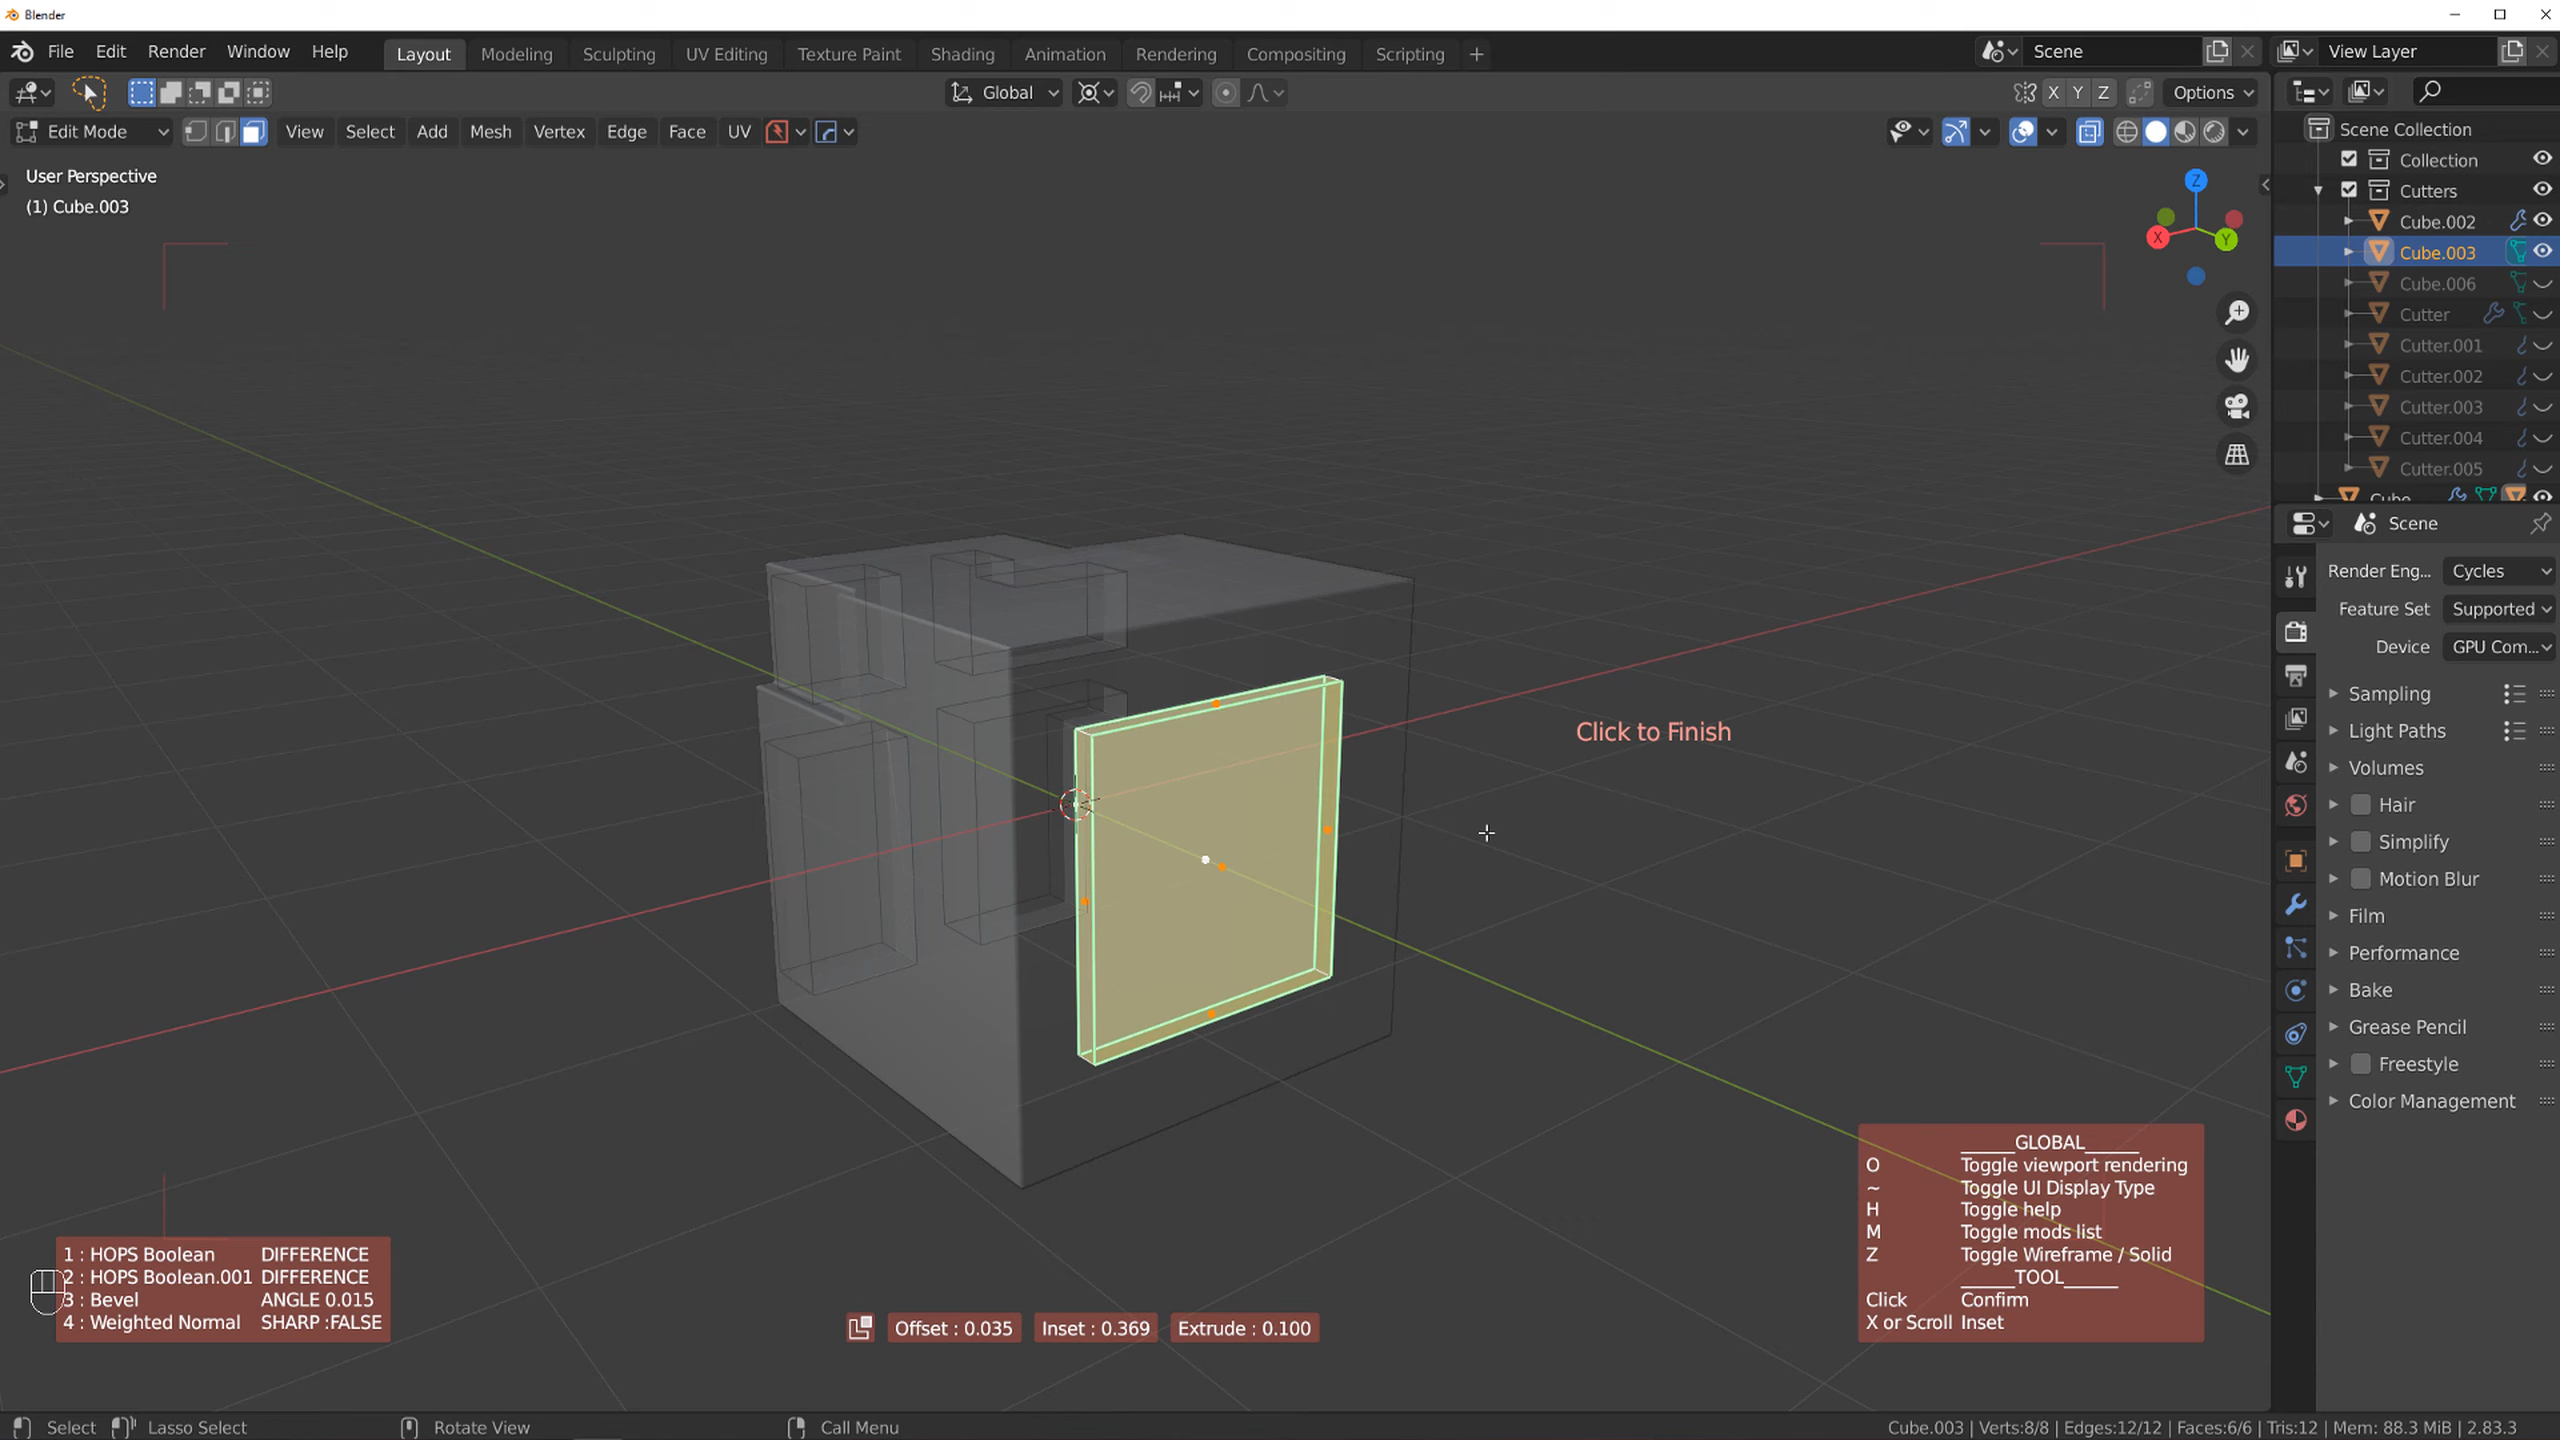 Blender
File Edit Render Window Help Layout Modeling Sculpting UV Editing Texture Paint Shading Animation Rendering Compositing Scripting + Scene View Layer
Global X Y Z Options
Edit Mode View Select Add Mesh Vertex Edge Face UV
User Perspective
(1) Cube.003
Z
X
Y
Scene Collection
Collection
Cutters
Cube.002
Cube.003
Cube.006
Cutter
Cutter.001
Cutter.002
Cutter.003
Cutter.004
Cutter.005
Cube
Scene
Render Eng... Cycles
Feature Set Supported
Device GPU Com...
Sampling
Light Paths
Volumes
Hair
Simplify
Motion Blur
Film
Performance
Bake
Grease Pencil
Freestyle
Color Management
Click to Finish
1 : HOPS Boolean DIFFERENCE
2 : HOPS Boolean.001 DIFFERENCE
3 : Bevel ANGLE 0.015
4 : Weighted Normal SHARP :FALSE
Offset : 0.035 Inset : 0.369 Extrude : 0.100
_____GLOBAL_____
O Toggle viewport rendering
~ Toggle UI Display Type
H Toggle help
M Toggle mods list
Z Toggle Wireframe / Solid
_____TOOL_____
Click Confirm
X or Scroll Inset
Select Lasso Select Rotate View Call Menu Cube.003 | Verts:8/8 | Edges:12/12 | Faces:6/6 | Tris:12 | Mem: 88.3 MiB | 2.83.3